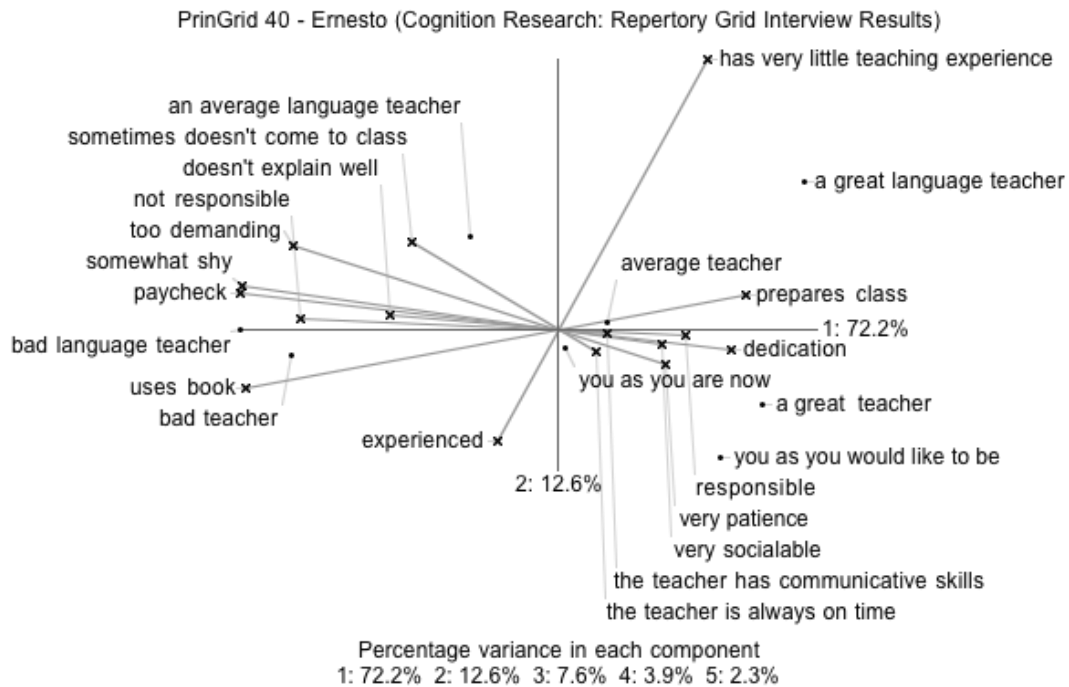 PrinGrid 40 - Ernesto (Cognition Research: Repertory Grid Interview Results)
has very little teaching experience
an average language teacher
sometimes doesn't come to class
doesn't explain well
a great language teacher
not responsible
too demanding
somewhat shy
average teacher
paycheck
prepares class
1: 72.2%
bad language teacher
dedication
you as you are now
uses book
a great teacher
bad teacher
experienced
you as you would like to be
2: 12.6%
responsible
very patience
very socialable
the teacher has communicative skills
the teacher is always on time
Percentage variance in each component
1: 72.2% 2: 12.6% 3: 7.6% 4: 3.9% 5: 2.3%